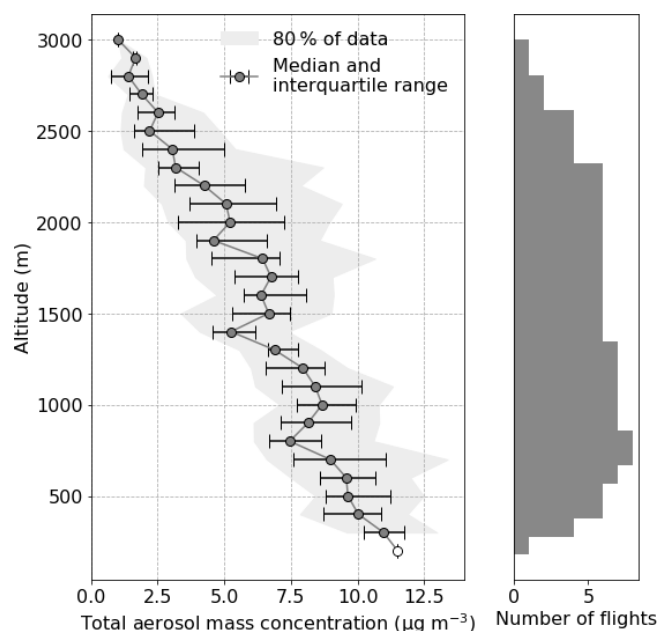 80 % of data
Median and
interquartile range
3000
2500
2000
1500
1000
500
Altitude (m)
0.0 2.5 5.0 7.5 10.0 12.5
Total aerosol mass concentration (μg m⁻³)
0 5
Number of flights